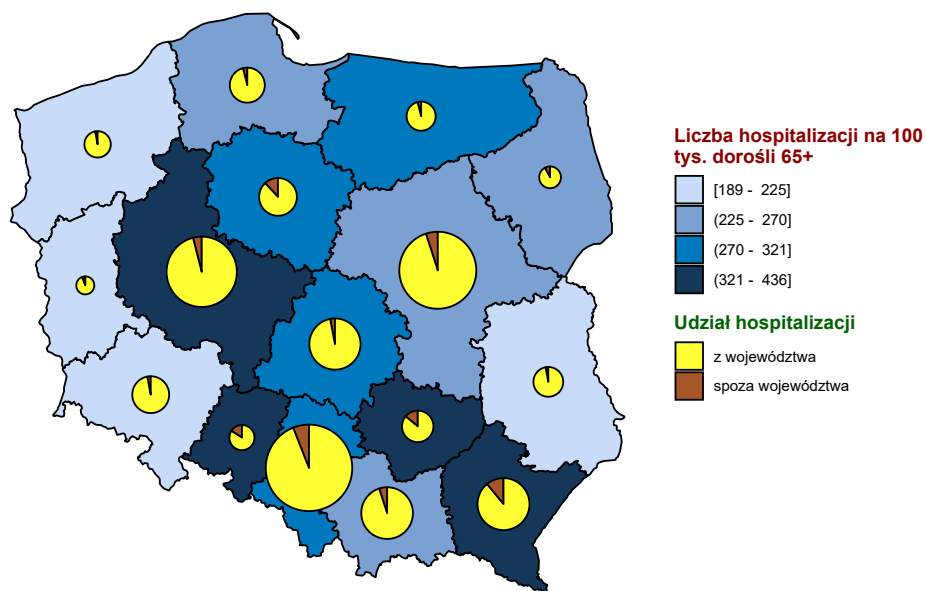 Liczba hospitalizacji na 100
tys. dorośli 65+
[189 - 225]
(225 - 270]
(270 - 321]
(321 - 436]
Udział hospitalizacji
z województwa
spoza województwa